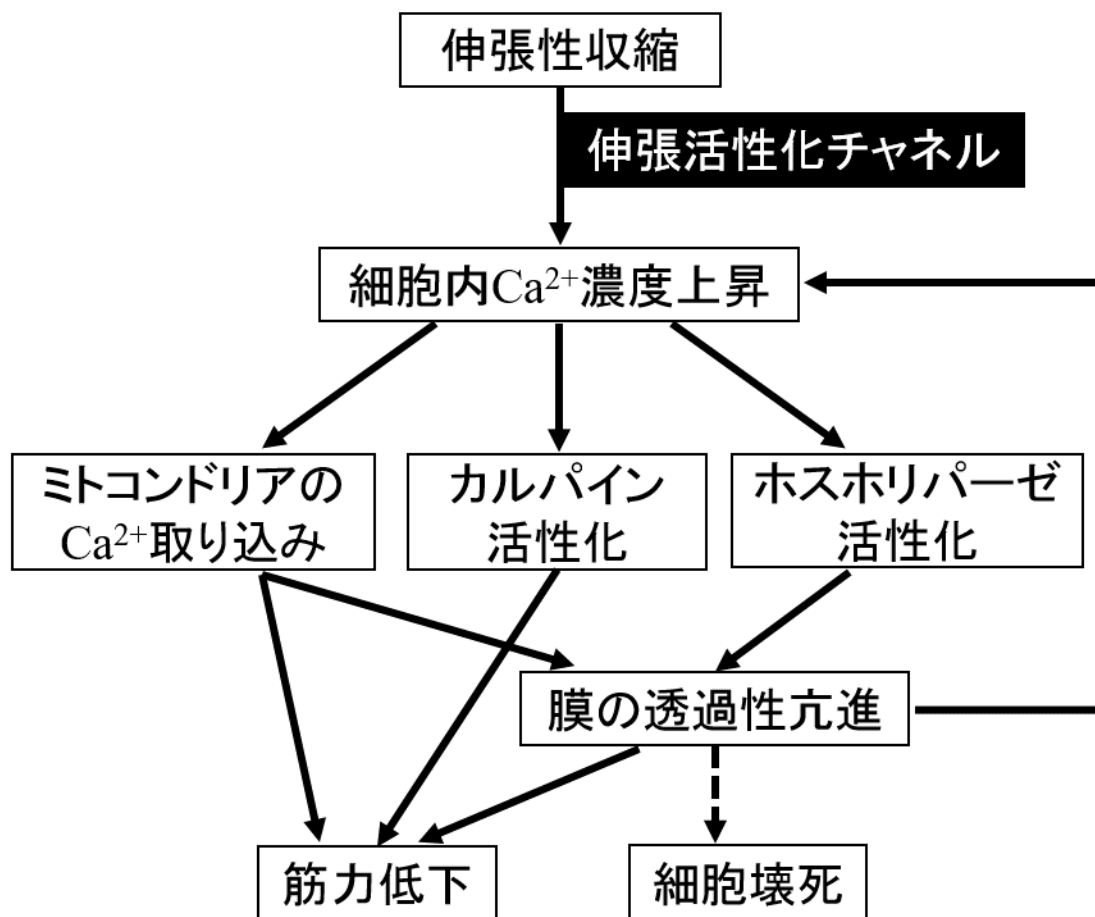 伸張性収縮
伸張活性化チャネル
細胞内Ca²⁺濃度上昇
ミトコンドリアの
Ca²⁺取り込み
カルパイン
活性化
ホスホリパーゼ
活性化
膜の透過性亢進
筋力低下
細胞壊死